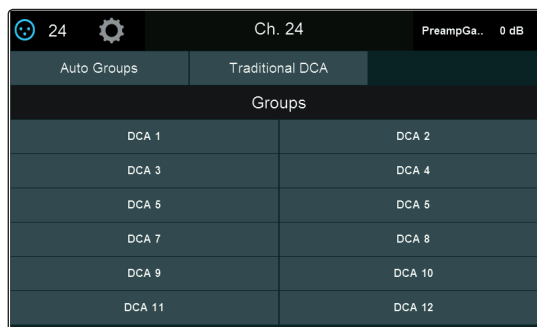 24 Ch. 24 PreampGa.. 0 dB
Auto Groups Traditional DCA
Groups
DCA 1 DCA 2
DCA 3 DCA 4
DCA 5 DCA 5
DCA 7 DCA 8
DCA 9 DCA 10
DCA 11 DCA 12